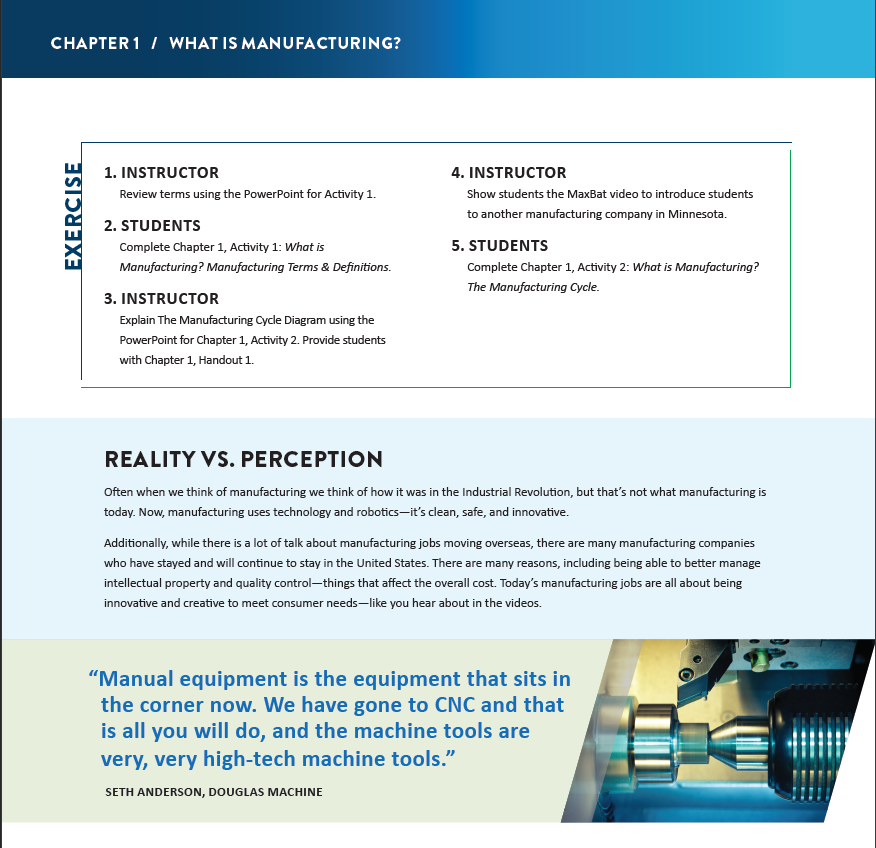 CHAPTER 1 / WHAT IS MANUFACTURING?
EXERCISE
1. INSTRUCTOR
Review terms using the PowerPoint for Activity 1.
2. STUDENTS
Complete Chapter 1, Activity 1: What is
Manufacturing? Manufacturing Terms & Definitions.
3. INSTRUCTOR
Explain The Manufacturing Cycle Diagram using the
PowerPoint for Chapter 1, Activity 2. Provide students
with Chapter 1, Handout 1.
4. INSTRUCTOR
Show students the MaxBat video to introduce students
to another manufacturing company in Minnesota.
5. STUDENTS
Complete Chapter 1, Activity 2: What is Manufacturing?
The Manufacturing Cycle.
REALITY VS. PERCEPTION
Often when we think of manufacturing we think of how it was in the Industrial Revolution, but that’s not what manufacturing is
today. Now, manufacturing uses technology and robotics—it’s clean, safe, and innovative.
Additionally, while there is a lot of talk about manufacturing jobs moving overseas, there are many manufacturing companies
who have stayed and will continue to stay in the United States. There are many reasons, including being able to better manage
intellectual property and quality control—things that affect the overall cost. Today’s manufacturing jobs are all about being
innovative and creative to meet consumer needs—like you hear about in the videos.
“Manual equipment is the equipment that sits in
the corner now. We have gone to CNC and that
is all you will do, and the machine tools are
very, very high-tech machine tools.”
SETH ANDERSON, DOUGLAS MACHINE